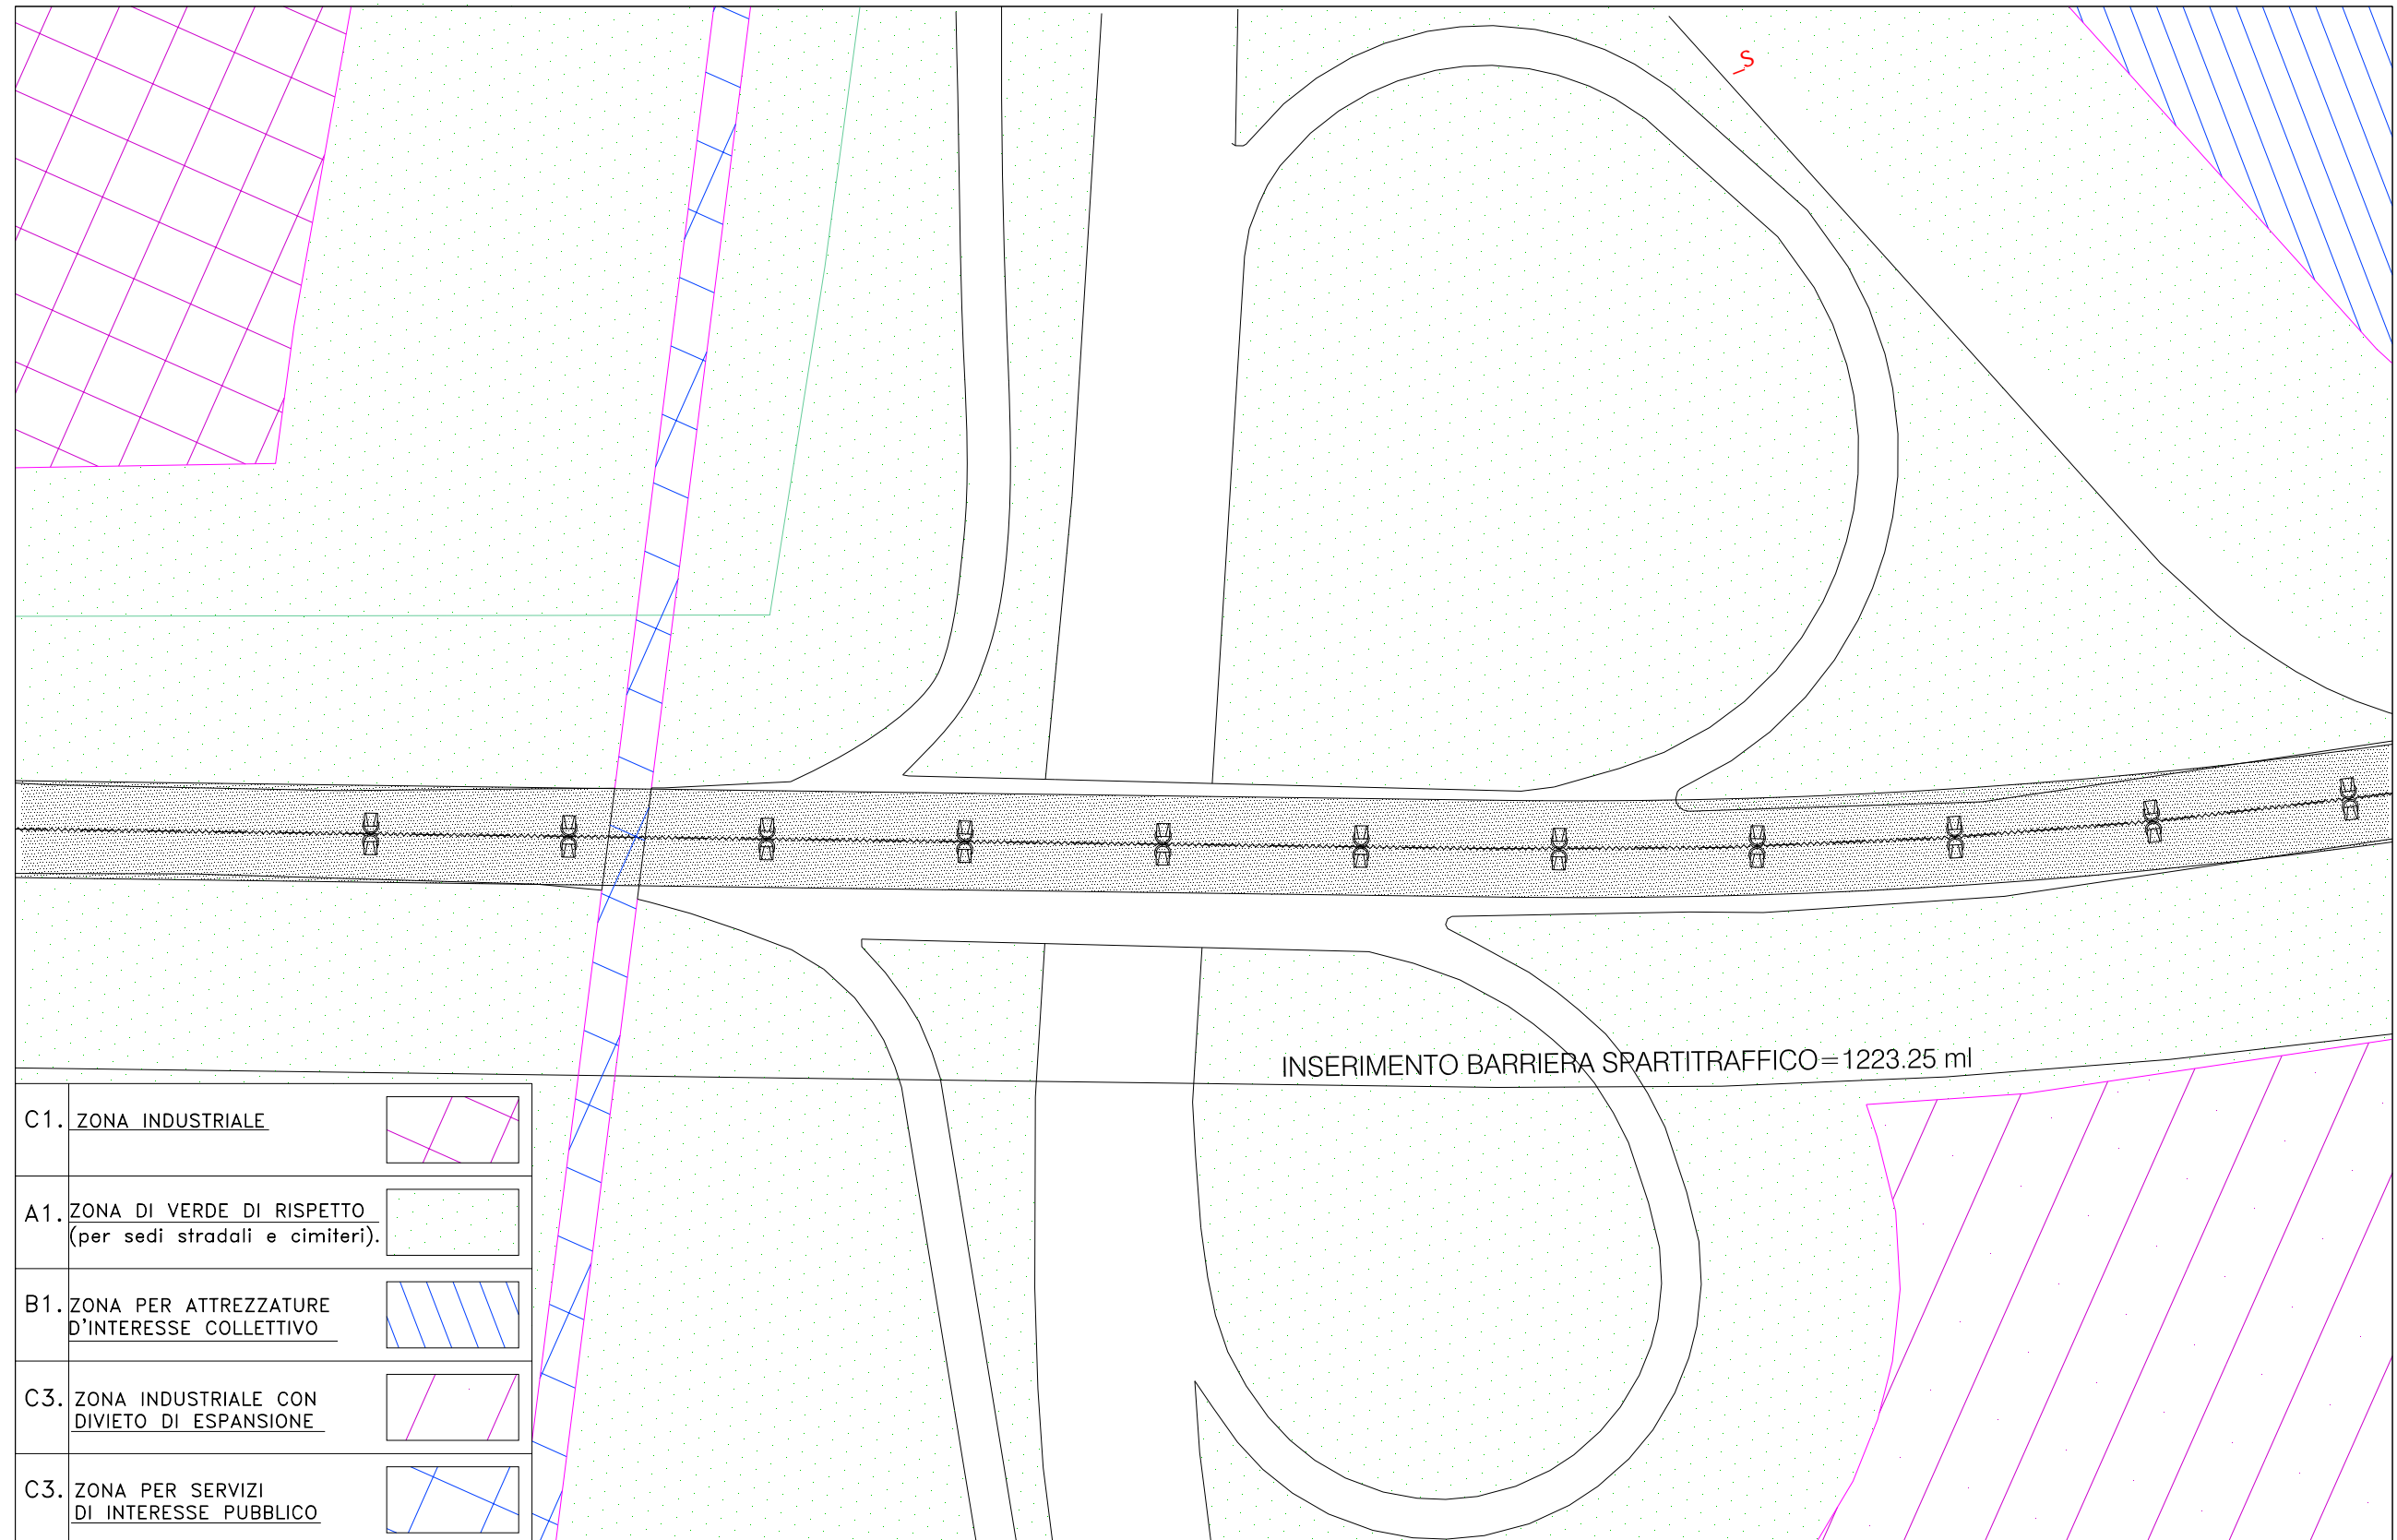 _S
INSERIMENTO BARRIERA SPARTITRAFFICO=1223.25 ml
C1. ZONA INDUSTRIALE
A1. ZONA DI VERDE DI RISPETTO
(per sedi stradali e cimiteri).
B1. ZONA PER ATTREZZATURE
D'INTERESSE COLLETTIVO
C3. ZONA INDUSTRIALE CON
DIVIETO DI ESPANSIONE
C3. ZONA PER SERVIZI
DI INTERESSE PUBBLICO